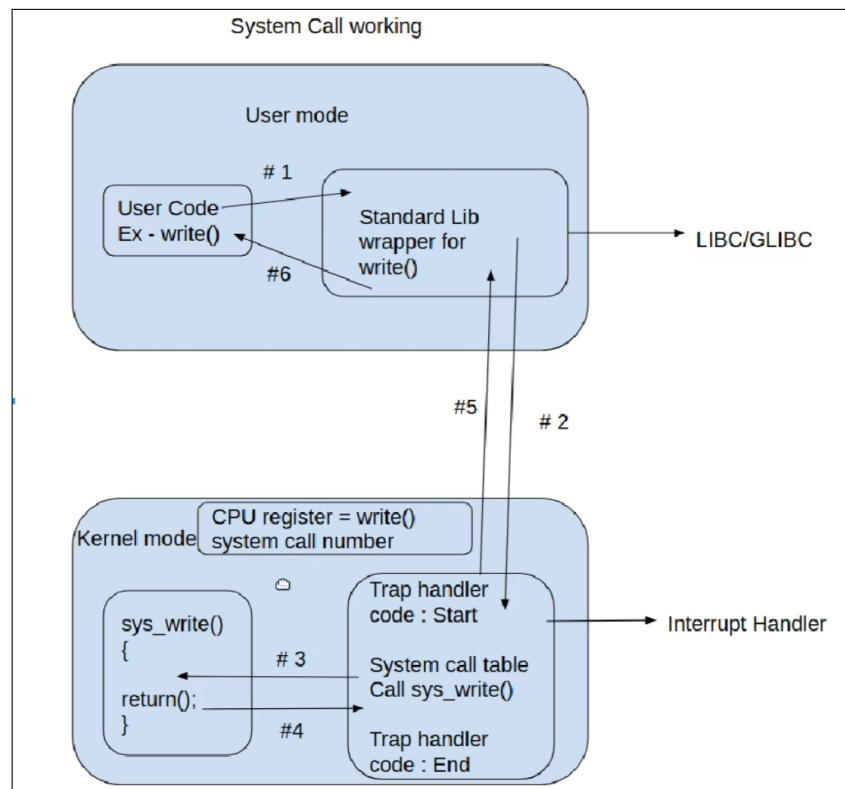 System Call working
User mode
# 1
User Code
Ex - write()
Standard Lib
wrapper for
write()
LIBC/GLIBC
#6
#5
# 2
Kernel mode
CPU register = write()
system call number
Trap handler
code : Start
Interrupt Handler
sys_write()
{
return();
}
# 3
#4
System call table
Call sys_write()
Trap handler
code : End